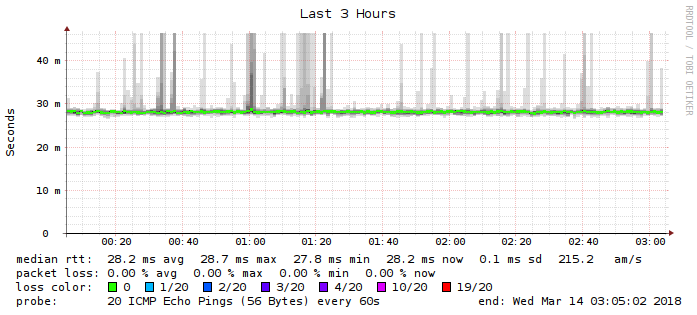 Last 3 Hours
RRDTOOL / TOBI OETIKER
Seconds
40 m
30 m
20 m
10 m
0
00:20 00:40 01:00 01:20 01:40 02:00 02:20 02:40 03:00
median rtt: 28.2 ms avg 28.7 ms max 27.8 ms min 28.2 ms now 0.1 ms sd 215.2 am/s
packet loss: 0.00 % avg 0.00 % max 0.00 % min 0.00 % now
loss color: 0 1/20 2/20 3/20 4/20 10/20 19/20
probe: 20 ICMP Echo Pings (56 Bytes) every 60s end: Wed Mar 14 03:05:02 2018